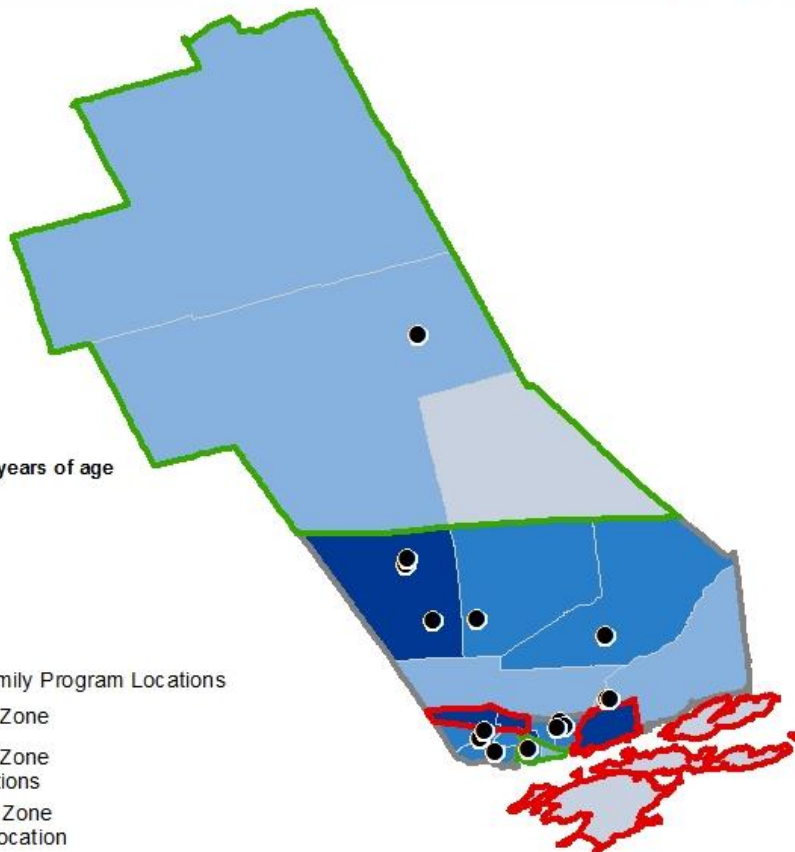 years of age
mily Program Locations
Zone
Zone
tions
Zone
ocation